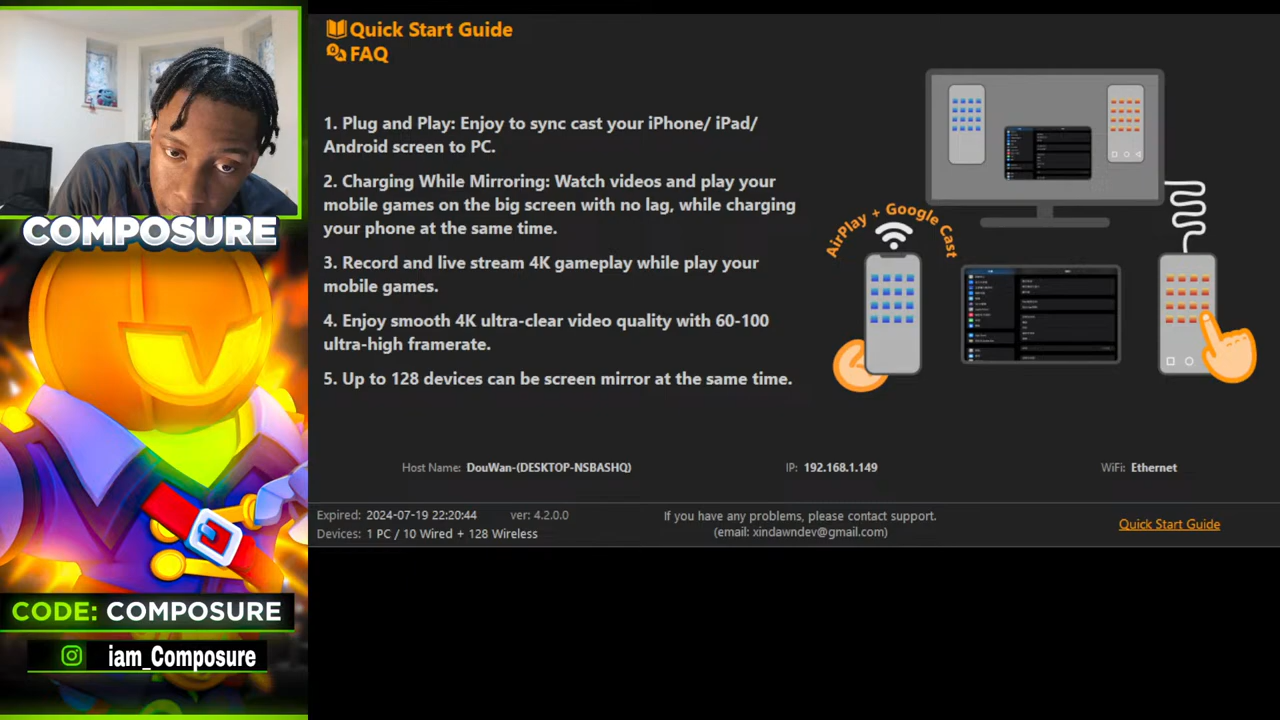 COMPOSURE
CODE: COMPOSURE
iam_Composure
Quick Start Guide
FAQ
1. Plug and Play: Enjoy to sync cast your iPhone/ iPad/
Android screen to PC.
2. Charging While Mirroring: Watch videos and play your
mobile games on the big screen with no lag, while charging
your phone at the same time.
3. Record and live stream 4K gameplay while play your
mobile games.
4. Enjoy smooth 4K ultra-clear video quality with 60-100
ultra-high framerate.
5. Up to 128 devices can be screen mirror at the same time.
AirPlay + Google Cast
Host Name: DouWan-(DESKTOP-NSBASHQ)
IP: 192.168.1.149
WiFi: Ethernet
Expired: 2024-07-19 22:20:44 ver: 4.2.0.0
Devices: 1 PC / 10 Wired + 128 Wireless
If you have any problems, please contact support.
(email: xindawndev@gmail.com)
Quick Start Guide